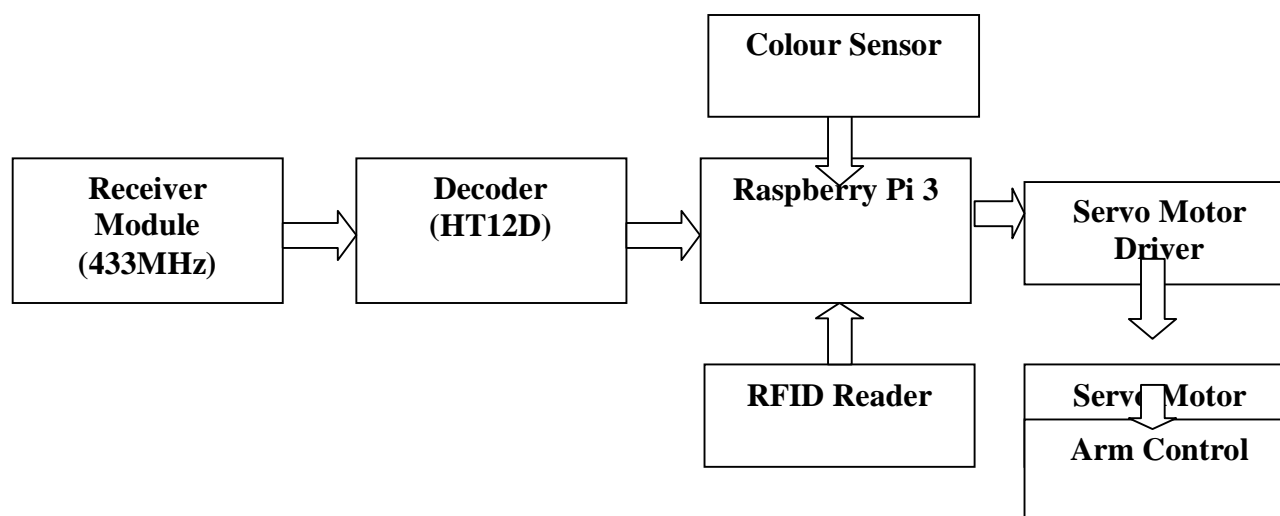 Colour Sensor
Receiver
Module
(433MHz)
Decoder
(HT12D)
Raspberry Pi 3
Servo Motor
Driver
RFID Reader
Servo Motor
Arm Control